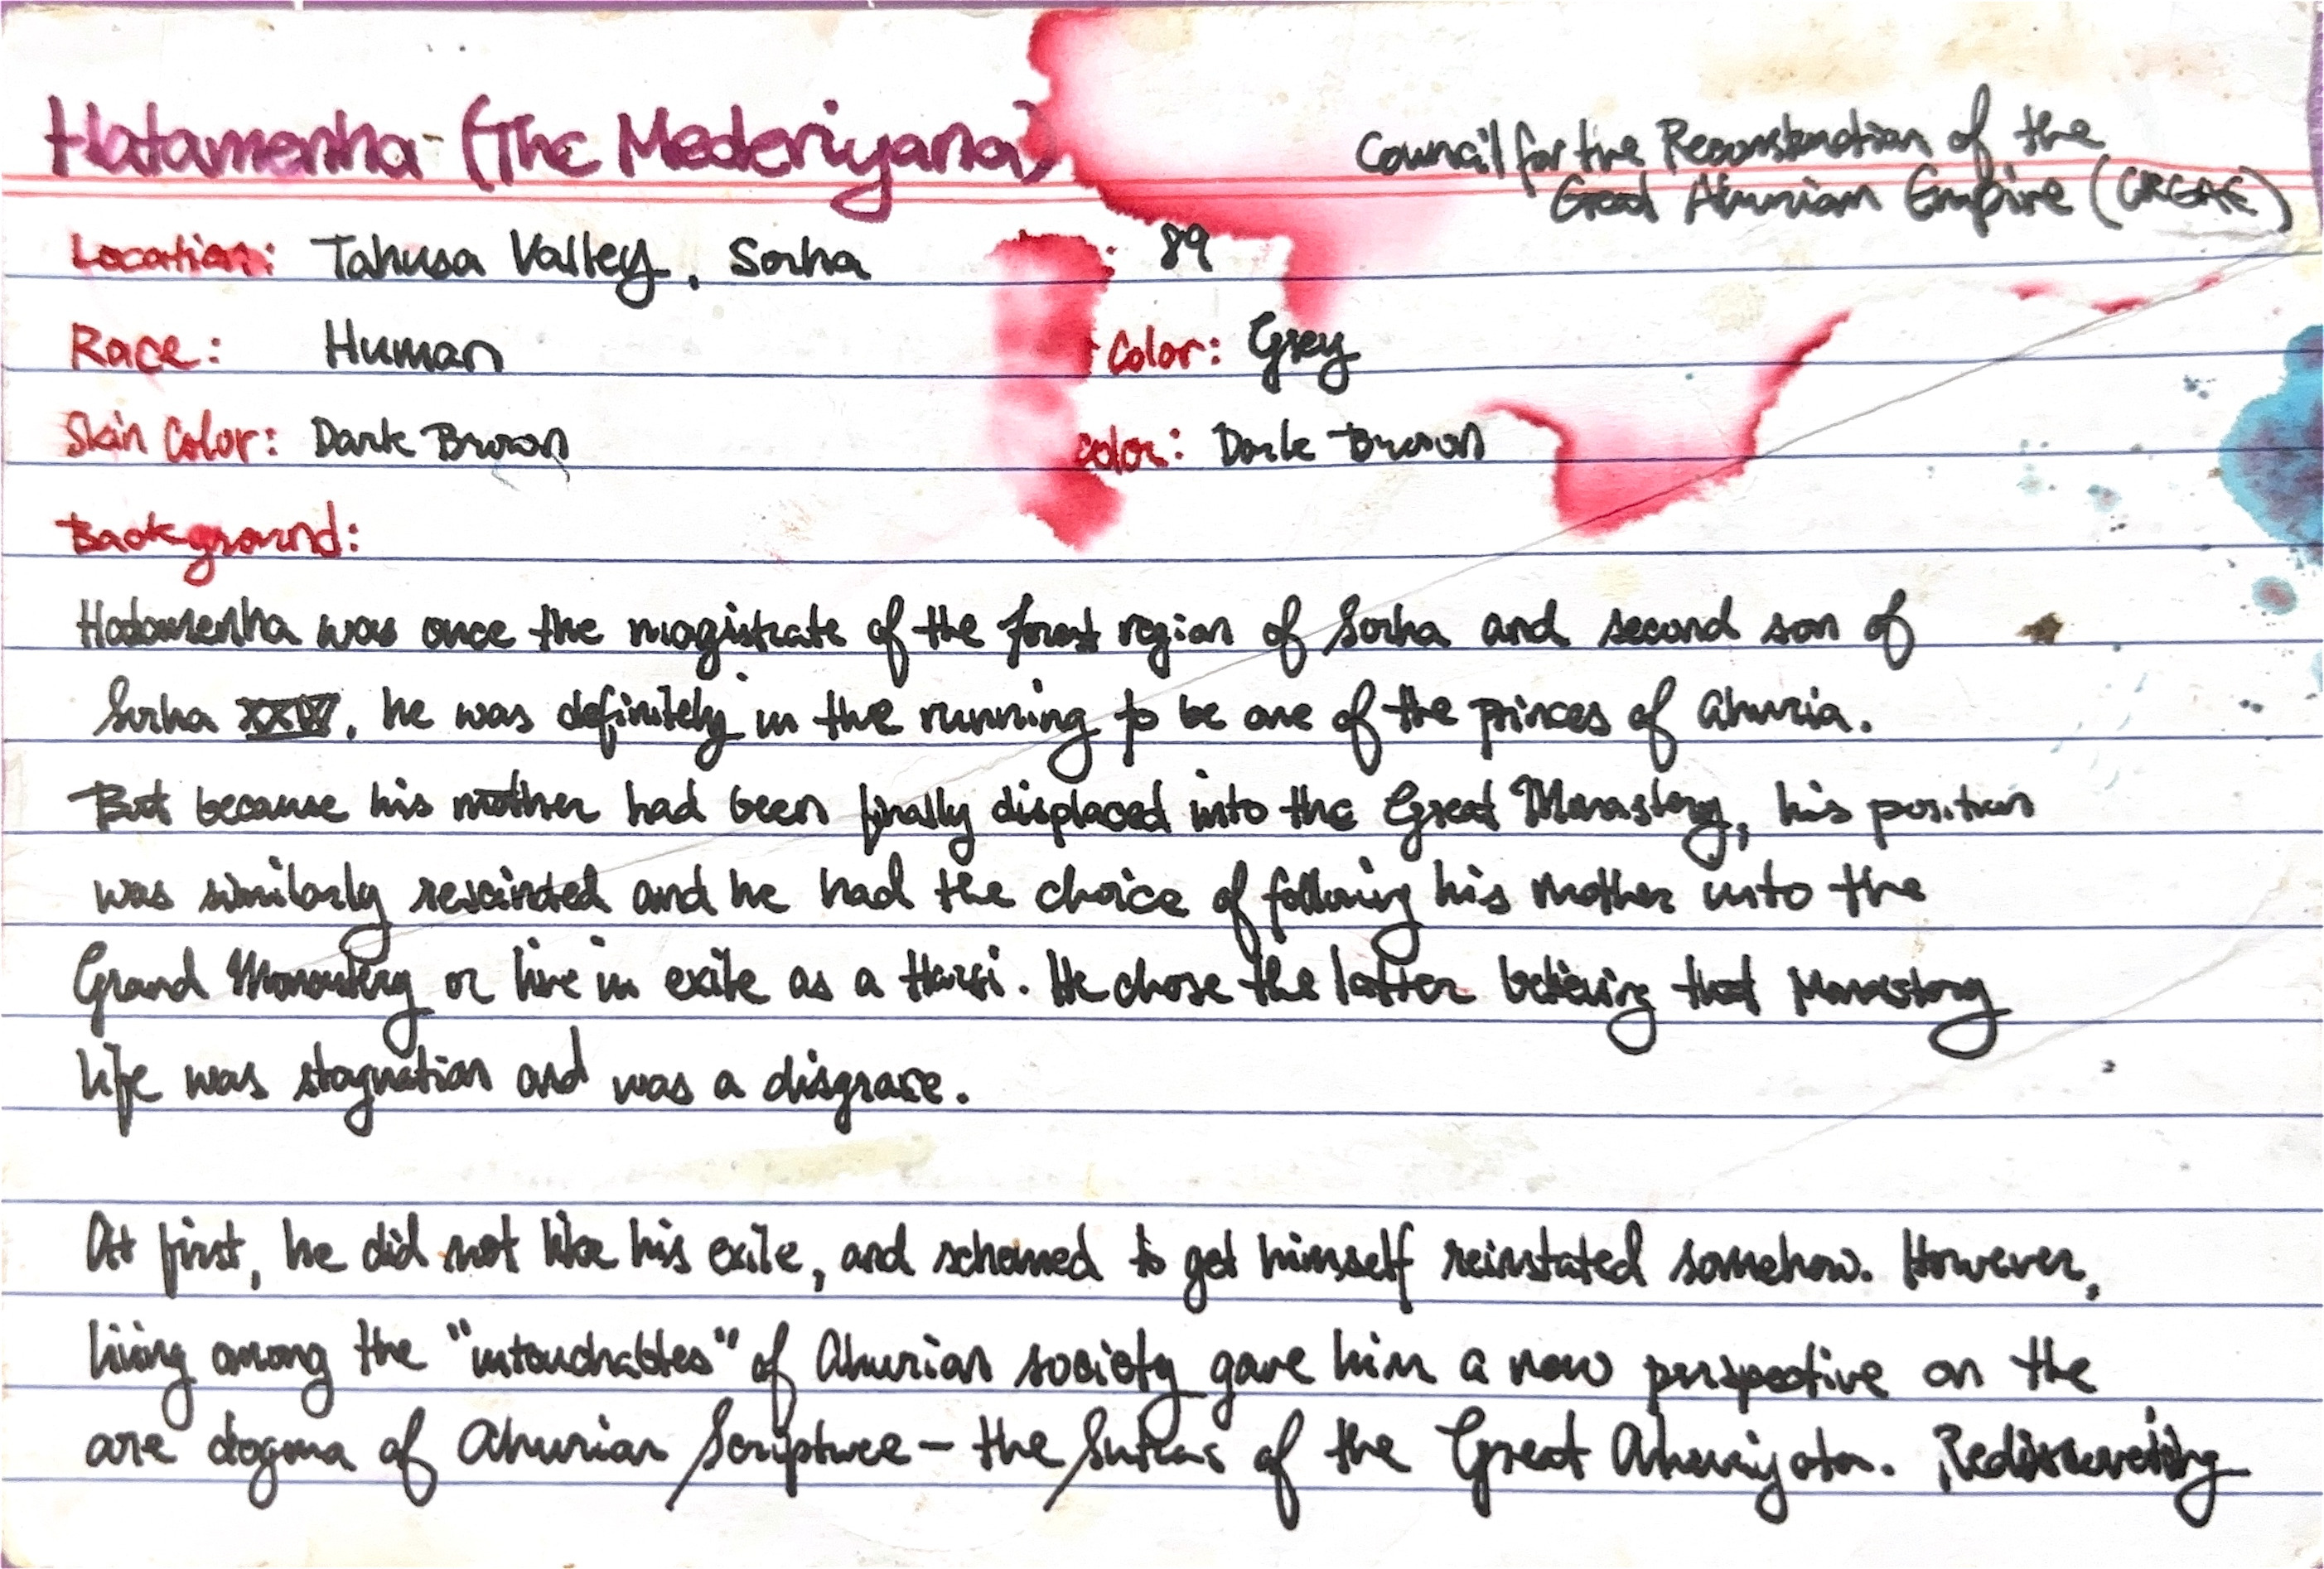 Hatamenha (The Mederiyana)
Council for the Reconstruction of the
Great Ahurian Empire (CRGAE)
Location: Tahusa Valley, Sorha : 89
Race: Human Color: Grey
Skin Color: Dark Brown Color: Dark Brown
Background:
Hatamenha was once the magistrate of the forest region of Sorha and second son of
Sorha XXIV, he was definitely in the running to be one of the princes of Ahuria.
But because his mother had been finally displaced into the Great Monastery, his position
was similarly rescinted and he had the choice of following his mother into the
Grand Monastery or live in exile as a Harsi. He chose the latter believing that Monastery
life was stagnation and was a disgrace.
At first, he did not like his exile, and schemed to get himself reinstated somehow. However,
living among the "untouchables" of Ahurian society gave him a new perspective on the
are dogma of Ahurian Scripture – the Sutras of the Great Ahuriyata. Rediscovering